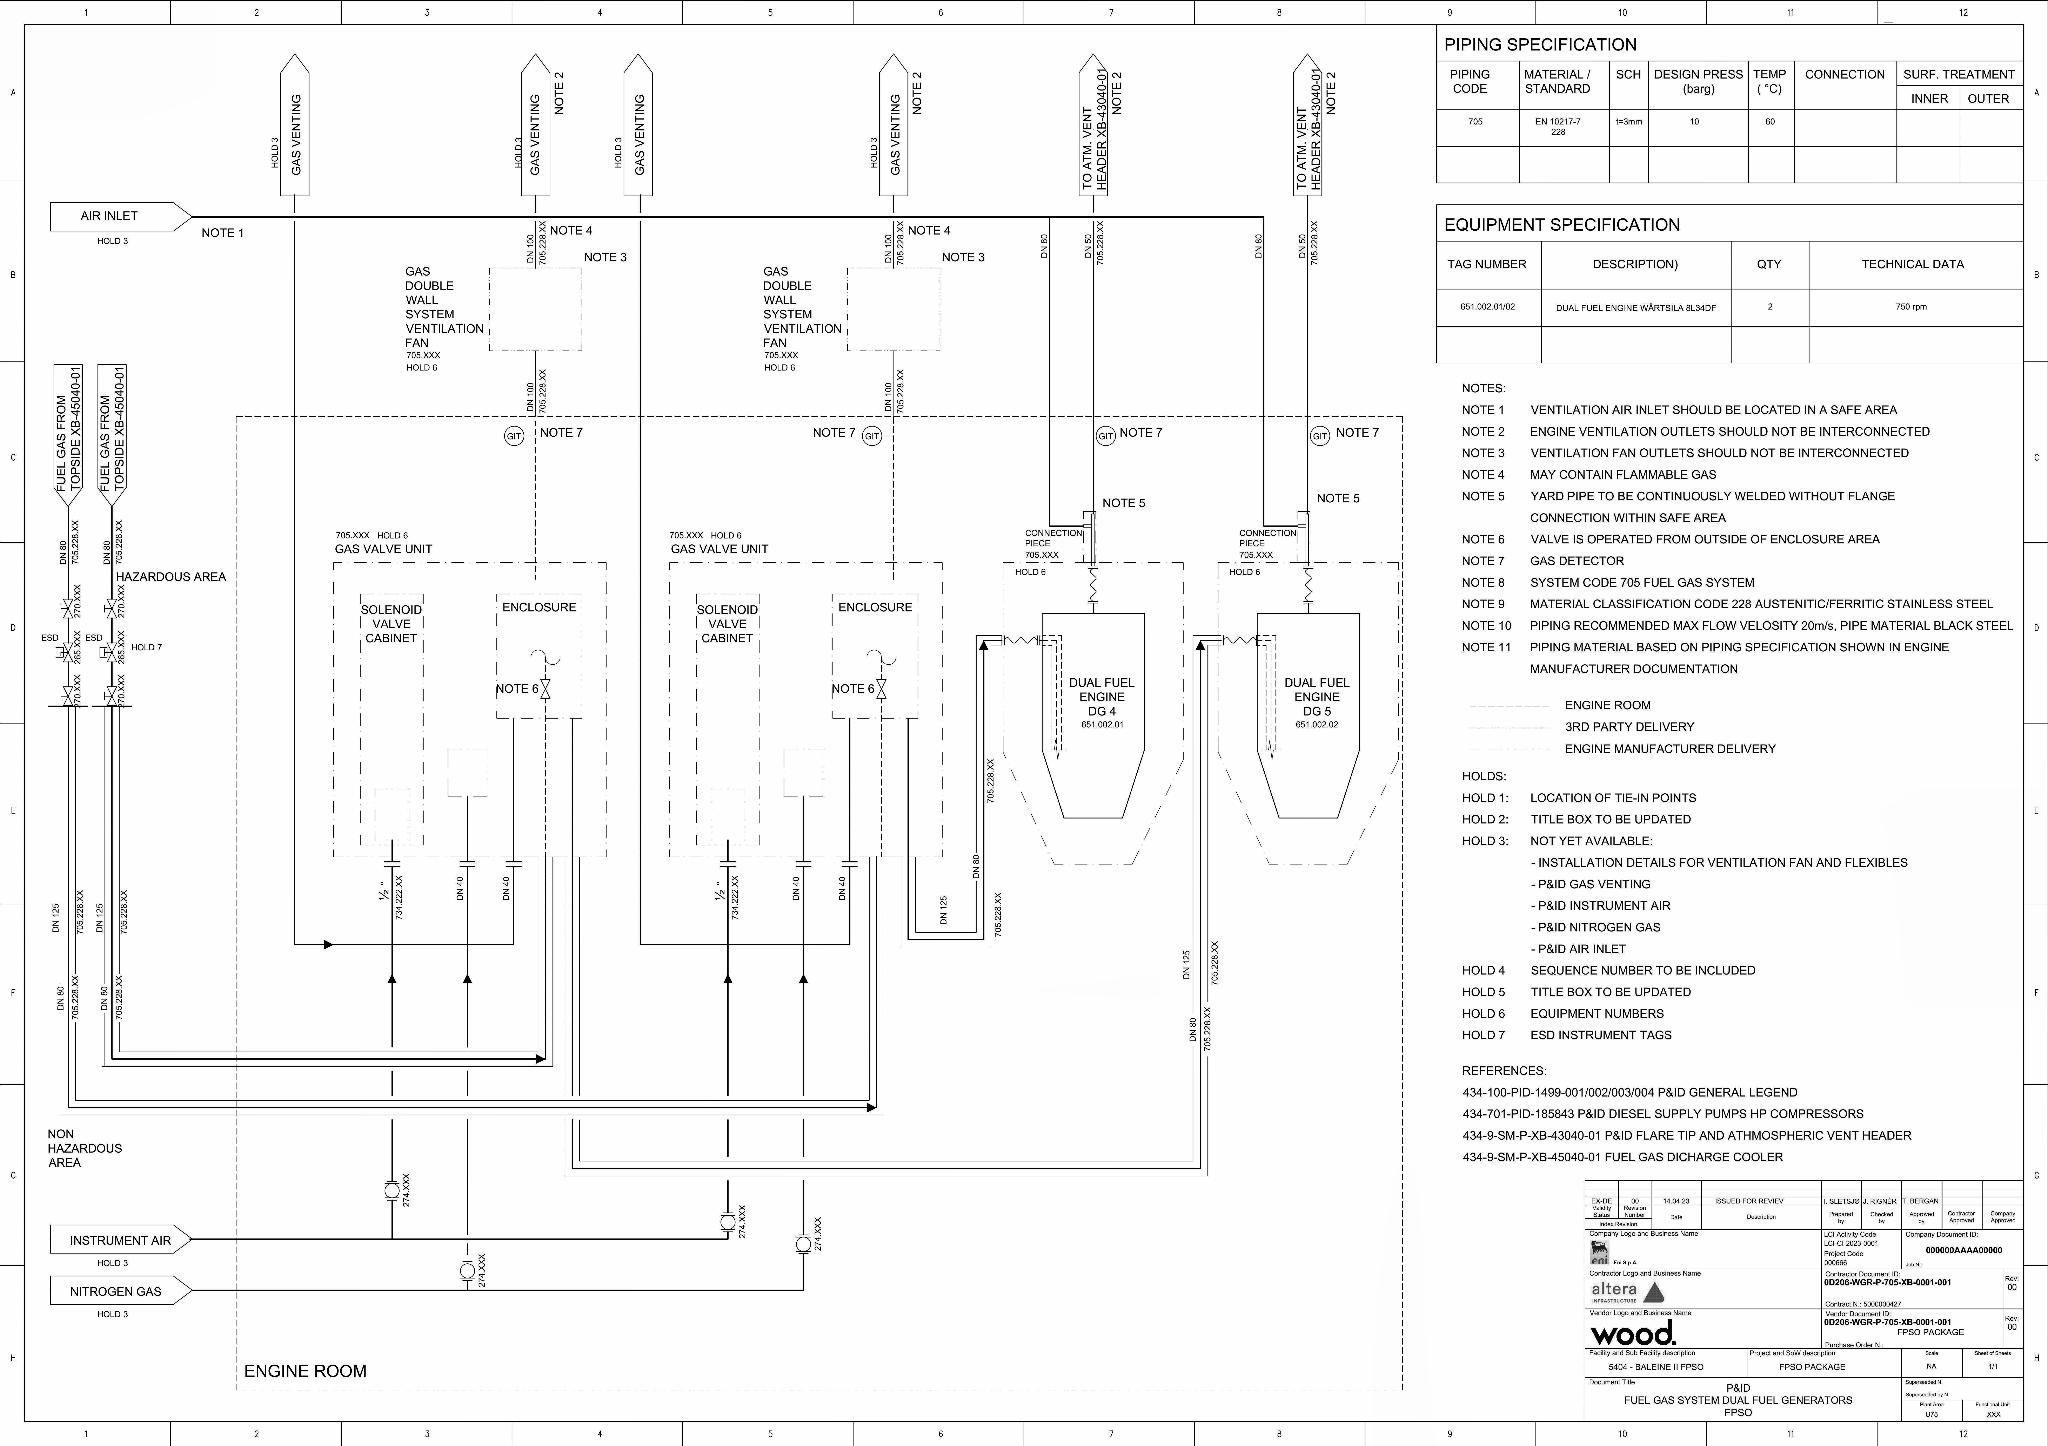 1 2 3 4 5 6 7 8 9 10 11 12
A
B
C
D
E
F
G
H
GAS VENTING
HOLD 3
GAS VENTING
HOLD 3
NOTE 2
GAS VENTING
HOLD 3
GAS VENTING
HOLD 3
NOTE 2
TO ATM. VENT
HEADER XB-43040-01
NOTE 2
TO ATM. VENT
HEADER XB-43040-01
NOTE 2
AIR INLET
HOLD 3
NOTE 1
DN 100
705.228.XX
NOTE 4
NOTE 3
GAS
DOUBLE
WALL
SYSTEM
VENTILATION
FAN
705.XXX
HOLD 6
DN 100
705.228.XX
DN 100
705.228.XX
NOTE 4
NOTE 3
GAS
DOUBLE
WALL
SYSTEM
VENTILATION
FAN
705.XXX
HOLD 6
DN 100
705.228.XX
DN 80
DN 50
705.228.XX
DN 80
DN 50
705.228.XX
FUEL GAS FROM
TOPSIDE XB-45040-01
FUEL GAS FROM
TOPSIDE XB-45040-01
GIT NOTE 7
NOTE 7 GIT
GIT NOTE 7
GIT NOTE 7
DN 80
705.228.XX
DN 80
705.228.XX
HAZARDOUS AREA
270.XXX
270.XXX
ESD
265.XXX
ESD
265.XXX
HOLD 7
270.XXX
270.XXX
705.XXX HOLD 6
GAS VALVE UNIT
SOLENOID
VALVE
CABINET
ENCLOSURE
NOTE 6
705.XXX HOLD 6
GAS VALVE UNIT
SOLENOID
VALVE
CABINET
ENCLOSURE
NOTE 6
NOTE 5
CONNECTION
PIECE
705.XXX
HOLD 6
DUAL FUEL
ENGINE
DG 4
651.002.01
NOTE 5
CONNECTION
PIECE
705.XXX
HOLD 6
DUAL FUEL
ENGINE
DG 5
651.002.02
DN 125
705.228.XX
DN 125
705.228.XX
DN 80
705.228.XX
DN 80
705.228.XX
½ "
734.222.XX
DN 40
DN 40
½ "
734.222.XX
DN 40
DN 40
705.228.XX
DN 80
DN 125
705.228.XX
DN 125
705.228.XX
DN 80
705.228.XX
NON
HAZARDOUS
AREA
274.XXX
274.XXX
274.XXX
274.XXX
INSTRUMENT AIR
HOLD 3
NITROGEN GAS
HOLD 3
ENGINE ROOM
PIPING SPECIFICATION
PIPING CODE MATERIAL / STANDARD SCH DESIGN PRESS (barg) TEMP ( °C) CONNECTION SURF. TREATMENT
INNER OUTER
705 EN 10217-7 228 t=3mm 10 60
EQUIPMENT SPECIFICATION
TAG NUMBER DESCRIPTION) QTY TECHNICAL DATA
651.002.01/02 DUAL FUEL ENGINE WÄRTSILA 8L34DF 2 750 rpm
NOTES:
NOTE 1 VENTILATION AIR INLET SHOULD BE LOCATED IN A SAFE AREA
NOTE 2 ENGINE VENTILATION OUTLETS SHOULD NOT BE INTERCONNECTED
NOTE 3 VENTILATION FAN OUTLETS SHOULD NOT BE INTERCONNECTED
NOTE 4 MAY CONTAIN FLAMMABLE GAS
NOTE 5 YARD PIPE TO BE CONTINUOUSLY WELDED WITHOUT FLANGE
CONNECTION WITHIN SAFE AREA
NOTE 6 VALVE IS OPERATED FROM OUTSIDE OF ENCLOSURE AREA
NOTE 7 GAS DETECTOR
NOTE 8 SYSTEM CODE 705 FUEL GAS SYSTEM
NOTE 9 MATERIAL CLASSIFICATION CODE 228 AUSTENITIC/FERRITIC STAINLESS STEEL
NOTE 10 PIPING RECOMMENDED MAX FLOW VELOSITY 20m/s, PIPE MATERIAL BLACK STEEL
NOTE 11 PIPING MATERIAL BASED ON PIPING SPECIFICATION SHOWN IN ENGINE
MANUFACTURER DOCUMENTATION
ENGINE ROOM
3RD PARTY DELIVERY
ENGINE MANUFACTURER DELIVERY
HOLDS:
HOLD 1: LOCATION OF TIE-IN POINTS
HOLD 2: TITLE BOX TO BE UPDATED
HOLD 3: NOT YET AVAILABLE:
- INSTALLATION DETAILS FOR VENTILATION FAN AND FLEXIBLES
- P&ID GAS VENTING
- P&ID INSTRUMENT AIR
- P&ID NITROGEN GAS
- P&ID AIR INLET
HOLD 4 SEQUENCE NUMBER TO BE INCLUDED
HOLD 5 TITLE BOX TO BE UPDATED
HOLD 6 EQUIPMENT NUMBERS
HOLD 7 ESD INSTRUMENT TAGS
REFERENCES:
434-100-PID-1499-001/002/003/004 P&ID GENERAL LEGEND
434-701-PID-185843 P&ID DIESEL SUPPLY PUMPS HP COMPRESSORS
434-9-SM-P-XB-43040-01 P&ID FLARE TIP AND ATHMOSPHERIC VENT HEADER
434-9-SM-P-XB-45040-01 FUEL GAS DICHARGE COOLER
EX-DE 00 14.04.23 ISSUED FOR REVIEV I. SLETSJØ J. RIGNÉR T. BERGAN
Validity Status Revision Number Date Description Prepared by: Checked by Approved by Contractor Approved Company Approved
Index Revision
Company Logo and Business Name
eni Eni S.p.A.
LCI Activity Code
LCI-CI-2023-0001
Project Code
000666
Company Document ID:
000000AAAA00000
Job N.:
Contractor Logo and Business Name
altera
INFRASTRUCTURE
Contractor Document ID:
0D206-WGR-P-705-XB-0001-001
Rev: 00
Contract N.: 5000000427
Vendor Logo and Business Name
wood.
Vendor Document ID:
0D206-WGR-P-705-XB-0001-001
FPSO PACKAGE
Rev: 00
Purchase Order N.:
Facility and Sub Facility description
5404 - BALEINE II FPSO
Project and SoW description
FPSO PACKAGE
Scale
NA
Sheet of Sheets
1/1
Document Title
P&ID
FUEL GAS SYSTEM DUAL FUEL GENERATORS
FPSO
Superseded N.
Superseeded by N.
Plant Area
U75
Functional Unit
XXX
1 2 3 4 5 6 7 8 9 10 11 12